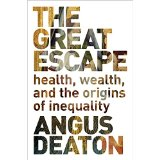 THE
GREAT
ESCAPE
health, wealth,
and the origins
of inequality
ANGUS
DEATON